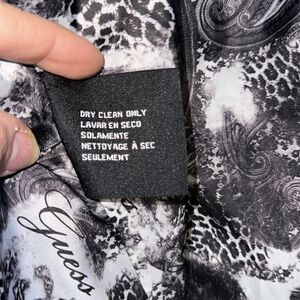 DRY CLEAN ONLY
LAVAR EN SECO
SOLAMENTE
NETTOYAGE À SEC
SEULEMENT
Guess